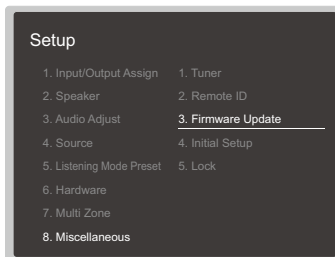 Setup
1. Input/Output Assign
2. Speaker
3. Audio Adjust
4. Source
5. Listening Mode Preset
6. Hardware
7. Multi Zone
8. Miscellaneous
1. Tuner
2. Remote ID
3. Firmware Update
4. Initial Setup
5. Lock